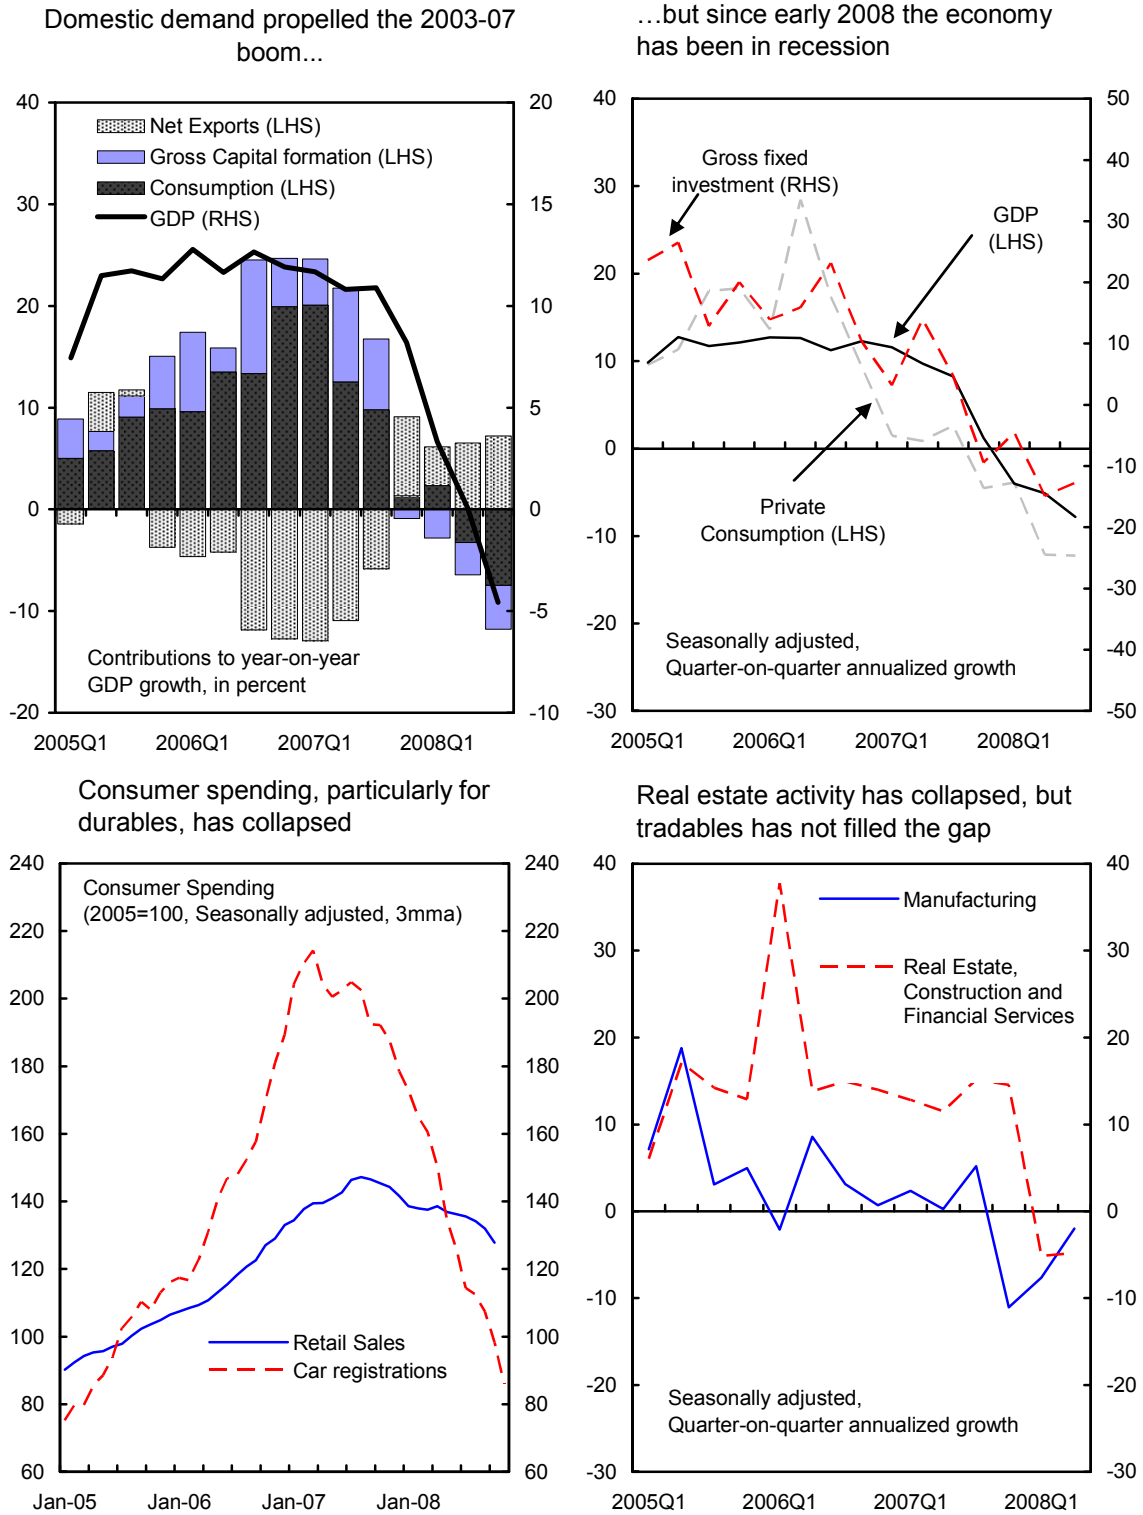 Domestic demand propelled the 2003-07
boom...
40
30
20
10
0
-10
-20
20
15
10
5
0
-5
-10
Net Exports (LHS)
Gross Capital formation (LHS)
Consumption (LHS)
GDP (RHS)
Contributions to year-on-year
GDP growth, in percent
2005Q1 2006Q1 2007Q1 2008Q1
…but since early 2008 the economy
has been in recession
40
30
20
10
0
-10
-20
-30
50
40
30
20
10
0
-10
-20
-30
-40
-50
Gross fixed
investment (RHS)
GDP
(LHS)
Private
Consumption (LHS)
Seasonally adjusted,
Quarter-on-quarter annualized growth
2005Q1 2006Q1 2007Q1 2008Q1
Consumer spending, particularly for
durables, has collapsed
240
220
200
180
160
140
120
100
80
60
240
220
200
180
160
140
120
100
80
60
Consumer Spending
(2005=100, Seasonally adjusted, 3mma)
Retail Sales
Car registrations
Jan-05 Jan-06 Jan-07 Jan-08
Real estate activity has collapsed, but
tradables has not filled the gap
40
30
20
10
0
-10
-20
-30
40
30
20
10
0
-10
-20
-30
Manufacturing
Real Estate,
Construction and
Financial Services
Seasonally adjusted,
Quarter-on-quarter annualized growth
2005Q1 2006Q1 2007Q1 2008Q1